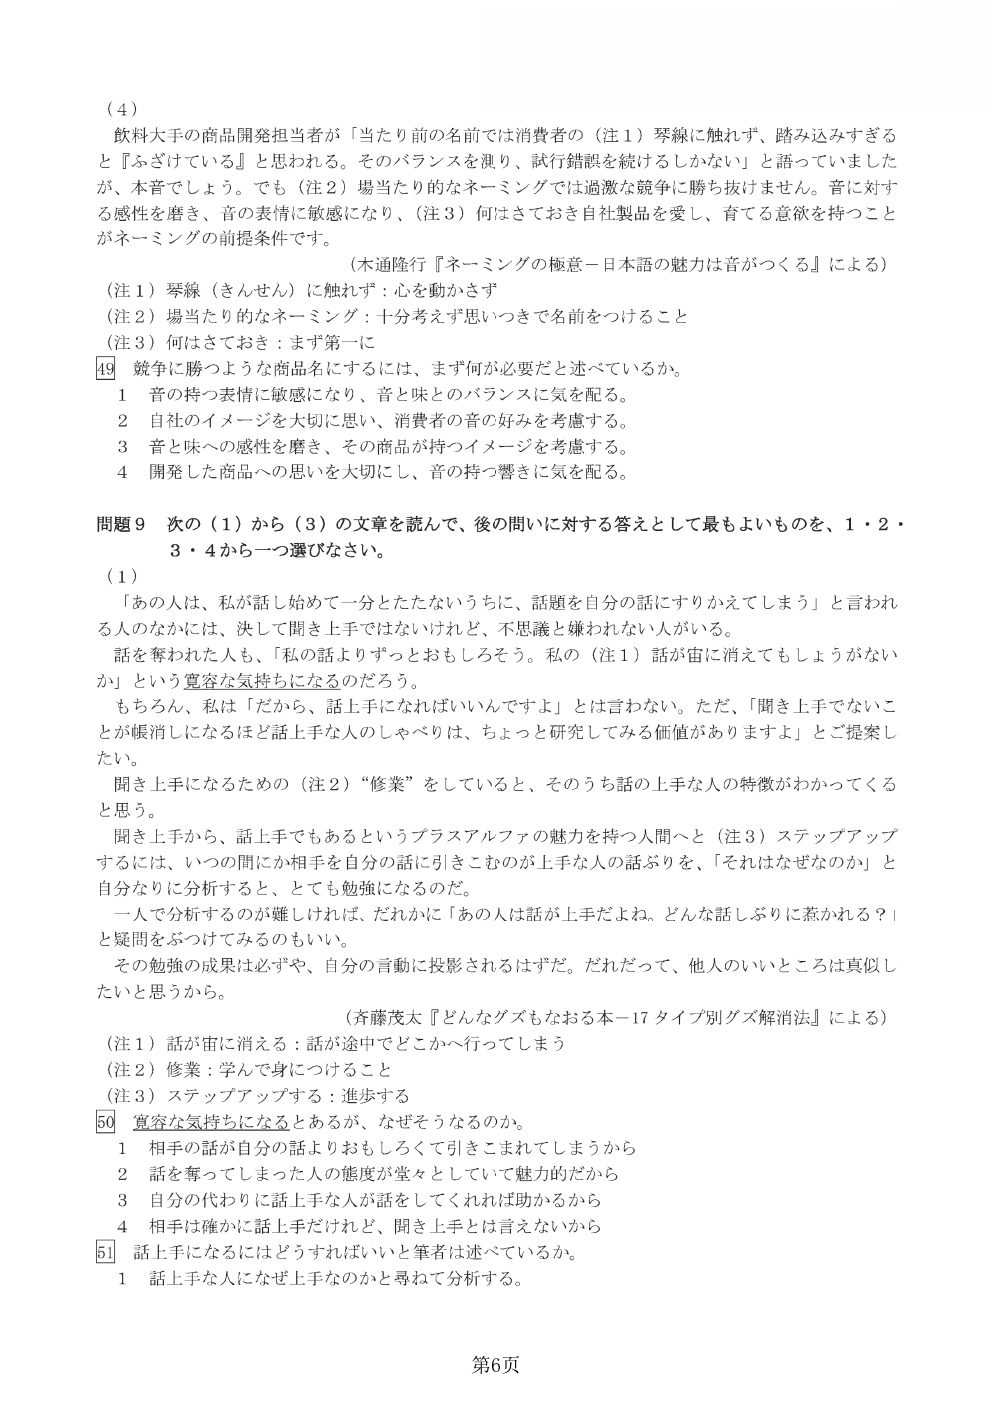 （４）
飲料大手の商品開発担当者が「当たり前の名前では消費者の（注１）琴線に触れず、踏み込みすぎる
と『ふざけている』と思われる。そのバランスを測り、試行錯誤を続けるしかない」と語っていました
が、本音でしょう。でも（注２）場当たり的なネーミングでは過激な競争に勝ち抜けません。音に対す
る感性を磨き、音の表情に敏感になり、（注３）何はさておき自社製品を愛し、育てる意欲を持つこと
がネーミングの前提条件です。
（木通隆行『ネーミングの極意－日本語の魅力は音がつくる』による）
（注１）琴線（きんせん）に触れず：心を動かさず
（注２）場当たり的なネーミング：十分考えず思いつきで名前をつけること
（注３）何はさておき：まず第一に
49　競争に勝つような商品名にするには、まず何が必要だと述べているか。
１　音の持つ表情に敏感になり、音と味とのバランスに気を配る。
２　自社のイメージを大切に思い、消費者の音の好みを考慮する。
３　音と味への感性を磨き、その商品が持つイメージを考慮する。
４　開発した商品への思いを大切にし、音の持つ響きに気を配る。
問題９　次の（１）から（３）の文章を読んで、後の問いに対する答えとして最もよいものを、１・２・
３・４から一つ選びなさい。
（１）
「あの人は、私が話し始めて一分とたたないうちに、話題を自分の話にすりかえてしまう」と言われ
る人のなかには、決して聞き上手ではないけれど、不思議と嫌われない人がいる。
話を奪われた人も、「私の話よりずっとおもしろそう。私の（注１）話が宙に消えてもしょうがない
か」という寛容な気持ちになるのだろう。
もちろん、私は「だから、話上手になればいいんですよ」とは言わない。ただ、「聞き上手でないこ
とが帳消しになるほど話上手な人のしゃべりは、ちょっと研究してみる価値がありますよ」とご提案し
たい。
聞き上手になるための（注２）“修業”をしていると、そのうち話の上手な人の特徴がわかってくる
と思う。
聞き上手から、話上手でもあるというプラスアルファの魅力を持つ人間へと（注３）ステップアップ
するには、いつの間にか相手を自分の話に引きこむのが上手な人の話ぶりを、「それはなぜなのか」と
自分なりに分析すると、とても勉強になるのだ。
一人で分析するのが難しければ、だれかに「あの人は話が上手だよね。どんな話しぶりに惹かれる？」
と疑問をぶつけてみるのもいい。
その勉強の成果は必ずや、自分の言動に投影されるはずだ。だれだって、他人のいいところは真似し
たいと思うから。
（斉藤茂太『どんなグズもなおる本－17 タイプ別グズ解消法』による）
（注１）話が宙に消える：話が途中でどこかへ行ってしまう
（注２）修業：学んで身につけること
（注３）ステップアップする：進歩する
50　寛容な気持ちになるとあるが、なぜそうなるのか。
１　相手の話が自分の話よりおもしろくて引きこまれてしまうから
２　話を奪ってしまった人の態度が堂々としていて魅力的だから
３　自分の代わりに話上手な人が話をしてくれれば助かるから
４　相手は確かに話上手だけれど、聞き上手とは言えないから
51　話上手になるにはどうすればいいと筆者は述べているか。
１　話上手な人になぜ上手なのかと尋ねて分析する。
第6页